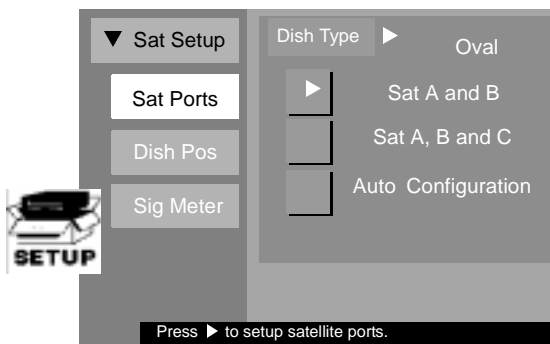 ▼ Sat Setup
Sat Ports
Dish Pos
Sig Meter
SETUP
Dish Type ▶ Oval
▶ Sat A and B
Sat A, B and C
Auto Configuration
Press ▶ to setup satellite ports.